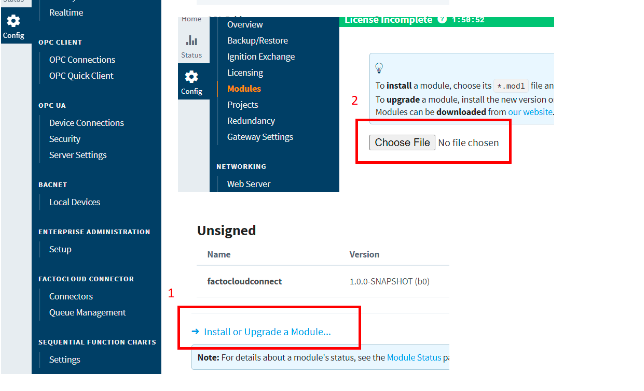 Status
Realtime
Config
OPC CLIENT
OPC Connections
OPC Quick Client
OPC UA
Device Connections
Security
Server Settings
BACNET
Local Devices
ENTERPRISE ADMINISTRATION
Setup
FACTOCLOUD CONNECTOR
Connectors
Queue Management
SEQUENTIAL FUNCTION CHARTS
Settings
Home
Status
Config
Overview
Backup/Restore
Ignition Exchange
Licensing
Modules
Projects
Redundancy
Gateway Settings
NETWORKING
Web Server
License Incomplete ? 1:50:52
To install a module, choose its *.modl file an
To upgrade a module, install the new version o
Modules can be downloaded from our website.
2
Choose File No file chosen
Unsigned
Name Version
factocloudconnect 1.0.0-SNAPSHOT (b0)
1
➔ Install or Upgrade a Module...
Note: For details about a module's status, see the Module Status pa